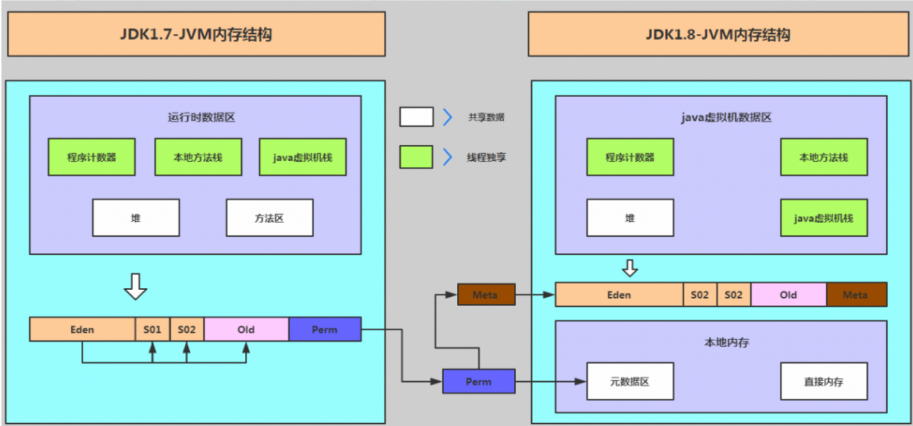 JDK1.7-JVM内存结构
JDK1.8-JVM内存结构
运行时数据区
程序计数器
本地方法栈
java虚拟机栈
堆
方法区
共享数据
线程独享
java虚拟机数据区
程序计数器
本地方法栈
堆
java虚拟机栈
Eden
S01
S02
Old
Perm
Meta
Perm
Eden
S02
S02
Old
Meta
本地内存
元数据区
直接内存